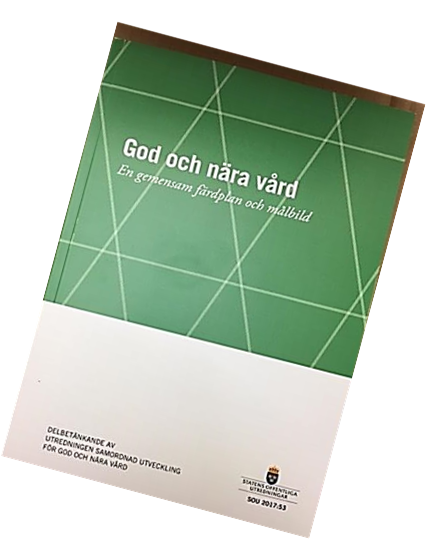 God och nära vård
En gemensam färdplan och målbild
DELBETÄNKANDE AV
UTREDNINGEN SAMORDNAD UTVECKLING
FÖR GOD OCH NÄRA VÅRD
STATENS OFFENTLIGA
UTREDNINGAR
SOU 2017:53